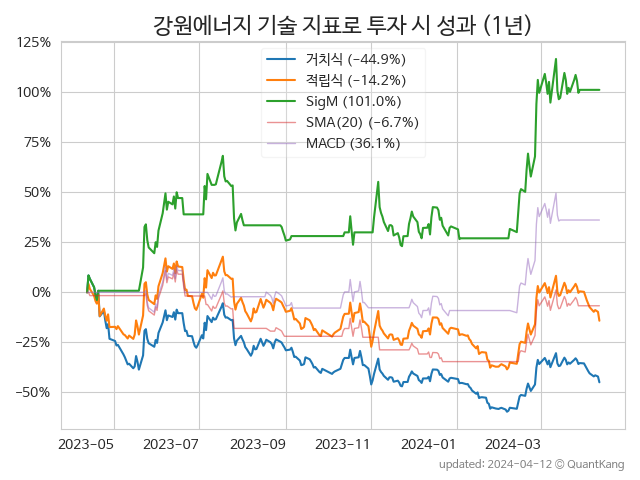 강원에너지 기술 지표로 투자 시 성과 (1년)
125%
100%
75%
50%
25%
0%
−25%
−50%
거치식 (−44.9%)
적립식 (−14.2%)
SigM (101.0%)
SMA(20) (−6.7%)
MACD (36.1%)
2023-05
2023-07
2023-09
2023-11
2024-01
2024-03
updated: 2024-04-12 © QuantKang